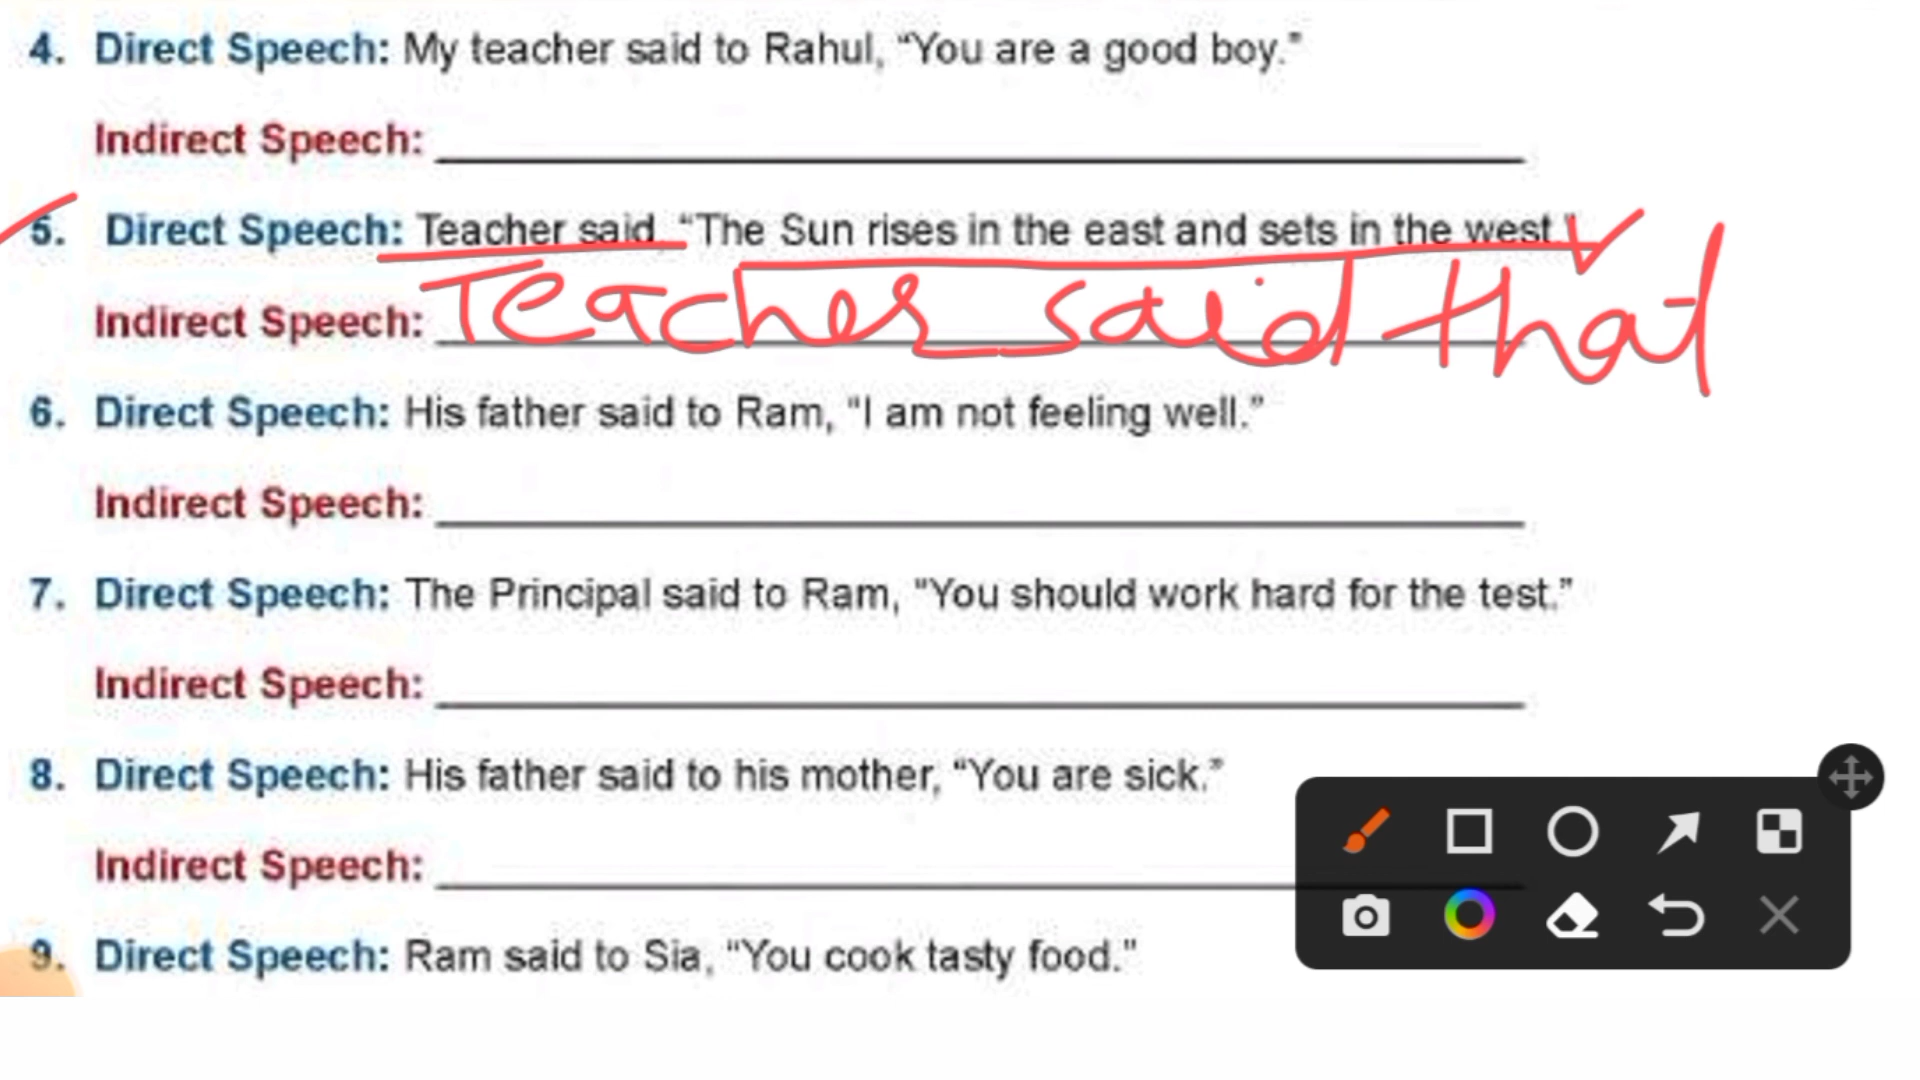 4. Direct Speech: My teacher said to Rahul, “You are a good boy.”
Indirect Speech:
5. Direct Speech: Teacher said, “The Sun rises in the east and sets in the west.”
Indirect Speech: Teacher said that
6. Direct Speech: His father said to Ram, “I am not feeling well.”
Indirect Speech:
7. Direct Speech: The Principal said to Ram, “You should work hard for the test.”
Indirect Speech:
8. Direct Speech: His father said to his mother, “You are sick.”
Indirect Speech:
9. Direct Speech: Ram said to Sia, “You cook tasty food.”